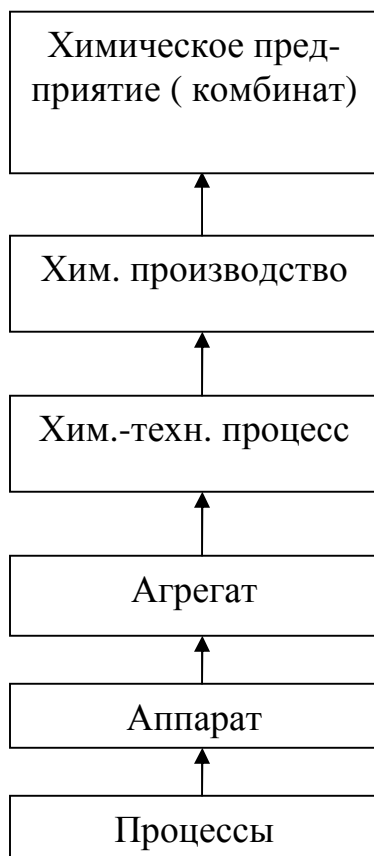 Химическое пред-
приятие ( комбинат)
Хим. производство
Хим.-техн. процесс
Агрегат
Аппарат
Процессы